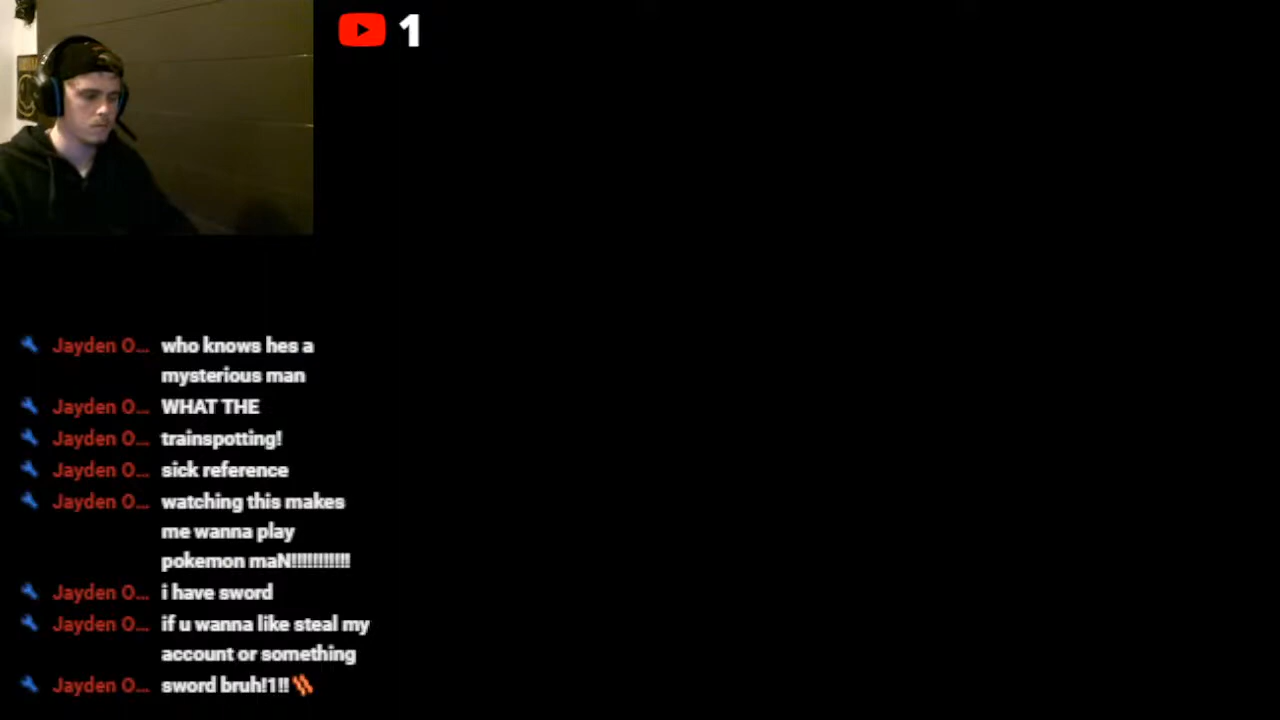 1
Jayden O... who knows hes a
mysterious man
Jayden O... WHAT THE
Jayden O... trainspotting!
Jayden O... sick reference
Jayden O... watching this makes
me wanna play
pokemon maN!!!!!!!!!!!
Jayden O... i have sword
Jayden O... if u wanna like steal my
account or something
Jayden O... sword bruh!1!!